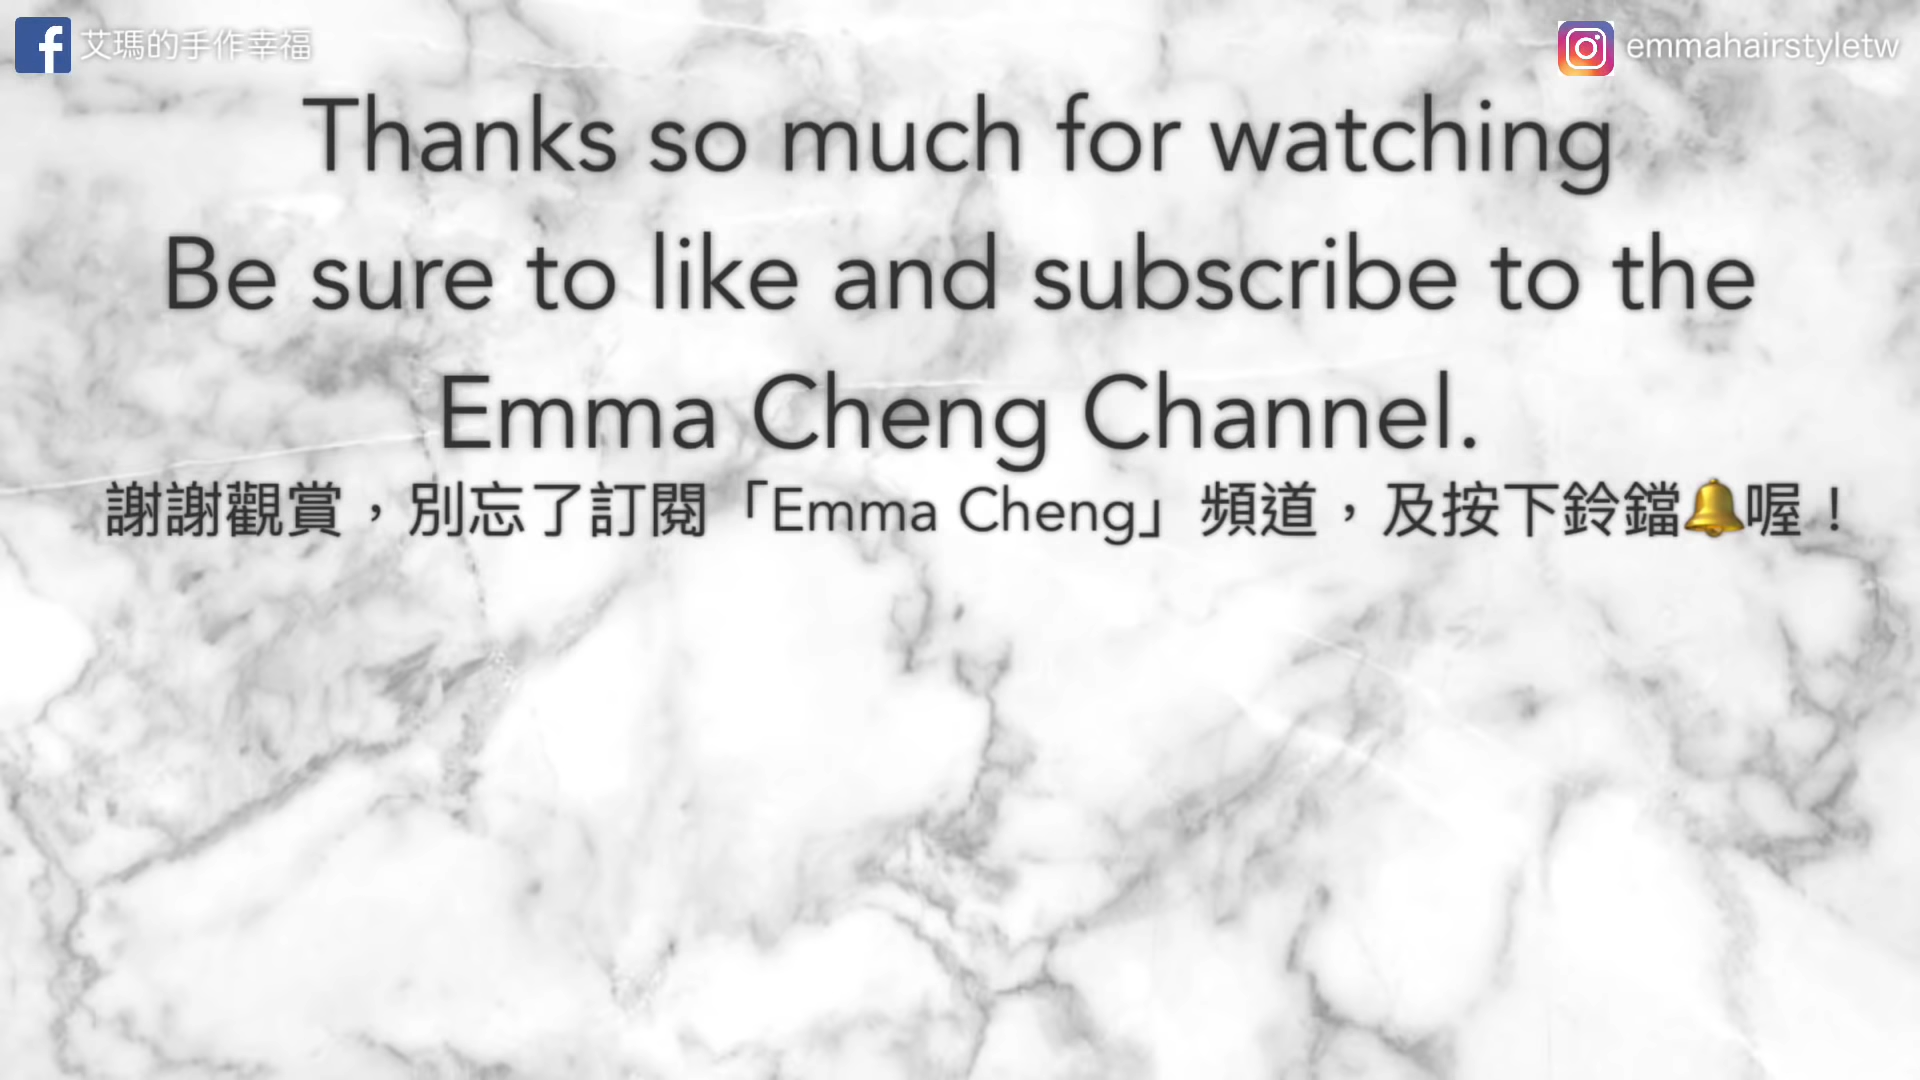 艾瑪的手作幸福
emmahairstyletw
Thanks so much for watching
Be sure to like and subscribe to the
Emma Cheng Channel.
謝謝觀賞，別忘了訂閱「Emma Cheng」頻道，及按下鈴鐺🔔喔！